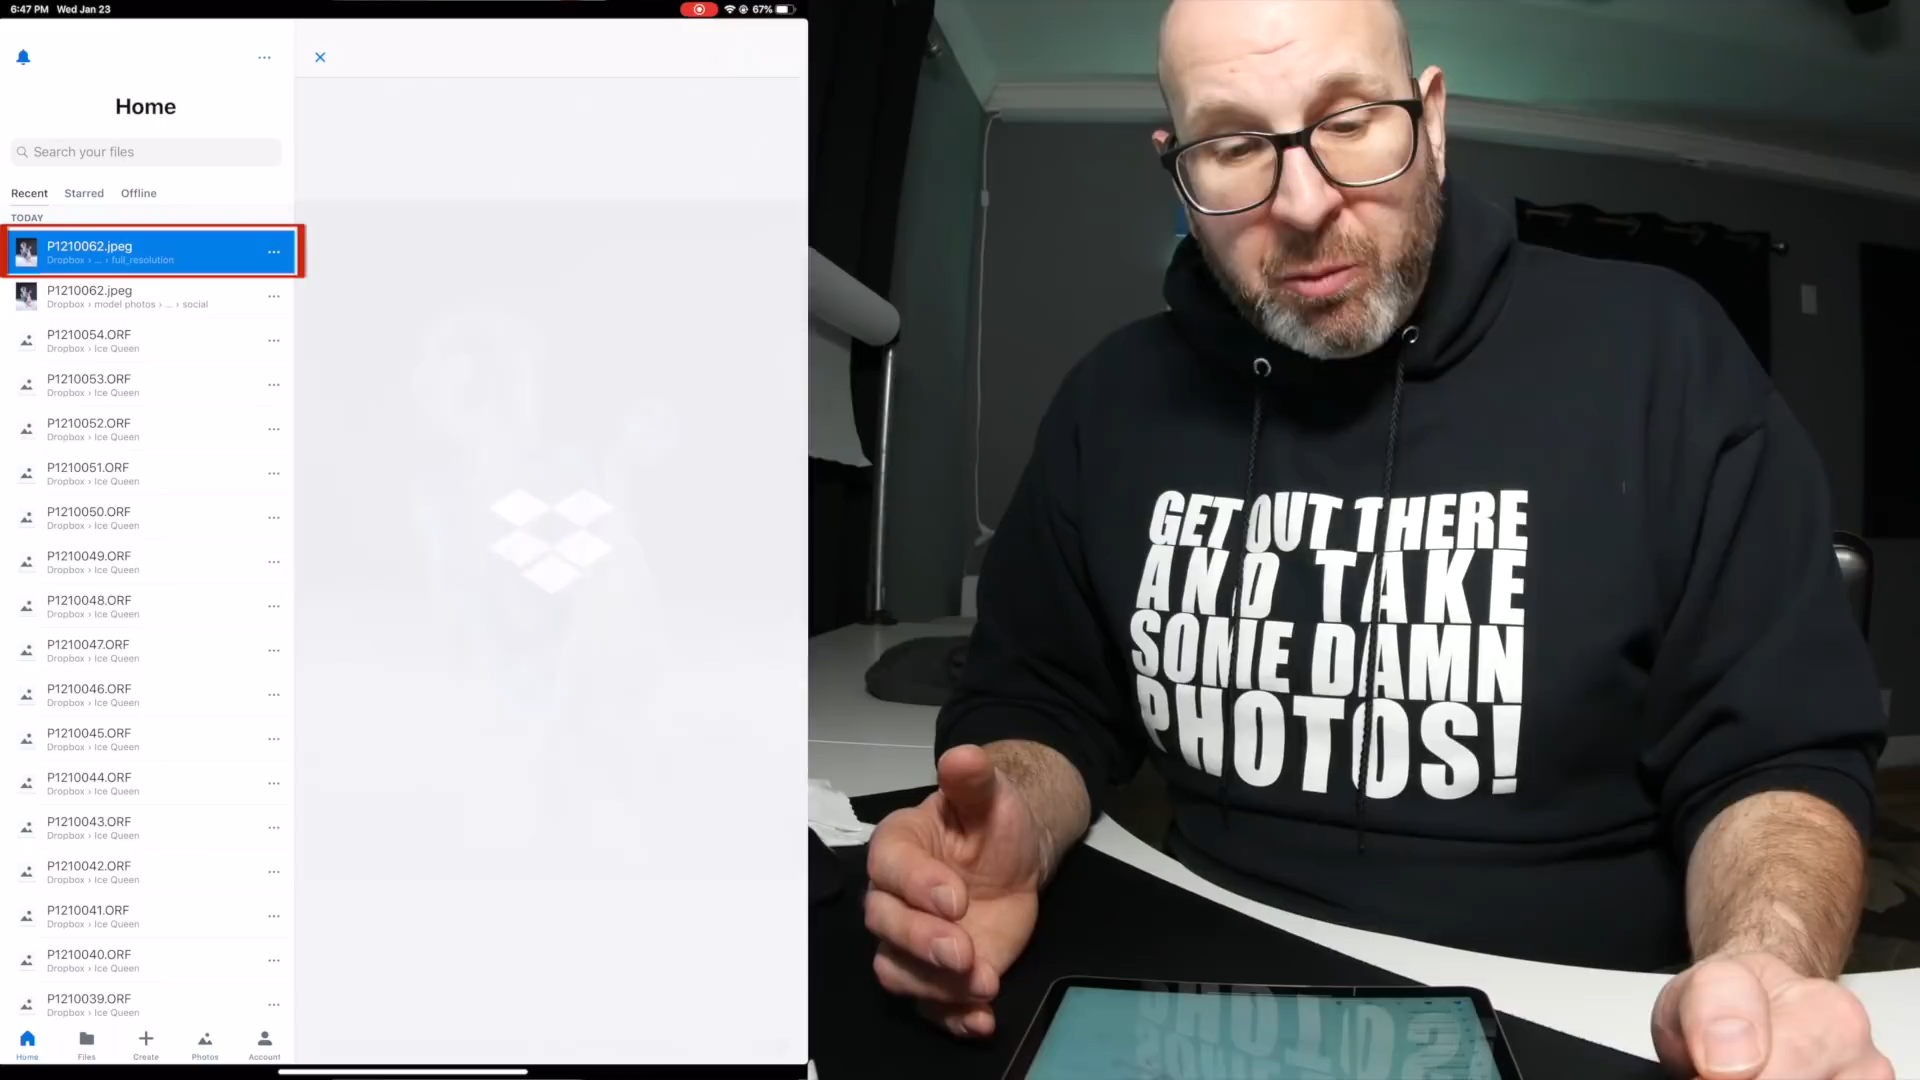 6:47 PM Wed Jan 23
67%
Home
Search your files
Recent Starred Offline
TODAY
P1210062.jpeg
Dropbox › ... › full_resolution
P1210062.jpeg
Dropbox › model photos › ... › social
P1210054.ORF
Dropbox › Ice Queen
P1210053.ORF
Dropbox › Ice Queen
P1210052.ORF
Dropbox › Ice Queen
P1210051.ORF
Dropbox › Ice Queen
P1210050.ORF
Dropbox › Ice Queen
P1210049.ORF
Dropbox › Ice Queen
P1210048.ORF
Dropbox › Ice Queen
P1210047.ORF
Dropbox › Ice Queen
P1210046.ORF
Dropbox › Ice Queen
P1210045.ORF
Dropbox › Ice Queen
P1210044.ORF
Dropbox › Ice Queen
P1210043.ORF
Dropbox › Ice Queen
P1210042.ORF
Dropbox › Ice Queen
P1210041.ORF
Dropbox › Ice Queen
P1210040.ORF
Dropbox › Ice Queen
P1210039.ORF
Dropbox › Ice Queen
Home Files Create Photos Account
GET OUT THERE
AND TAKE
SOME DAMN
PHOTOS!